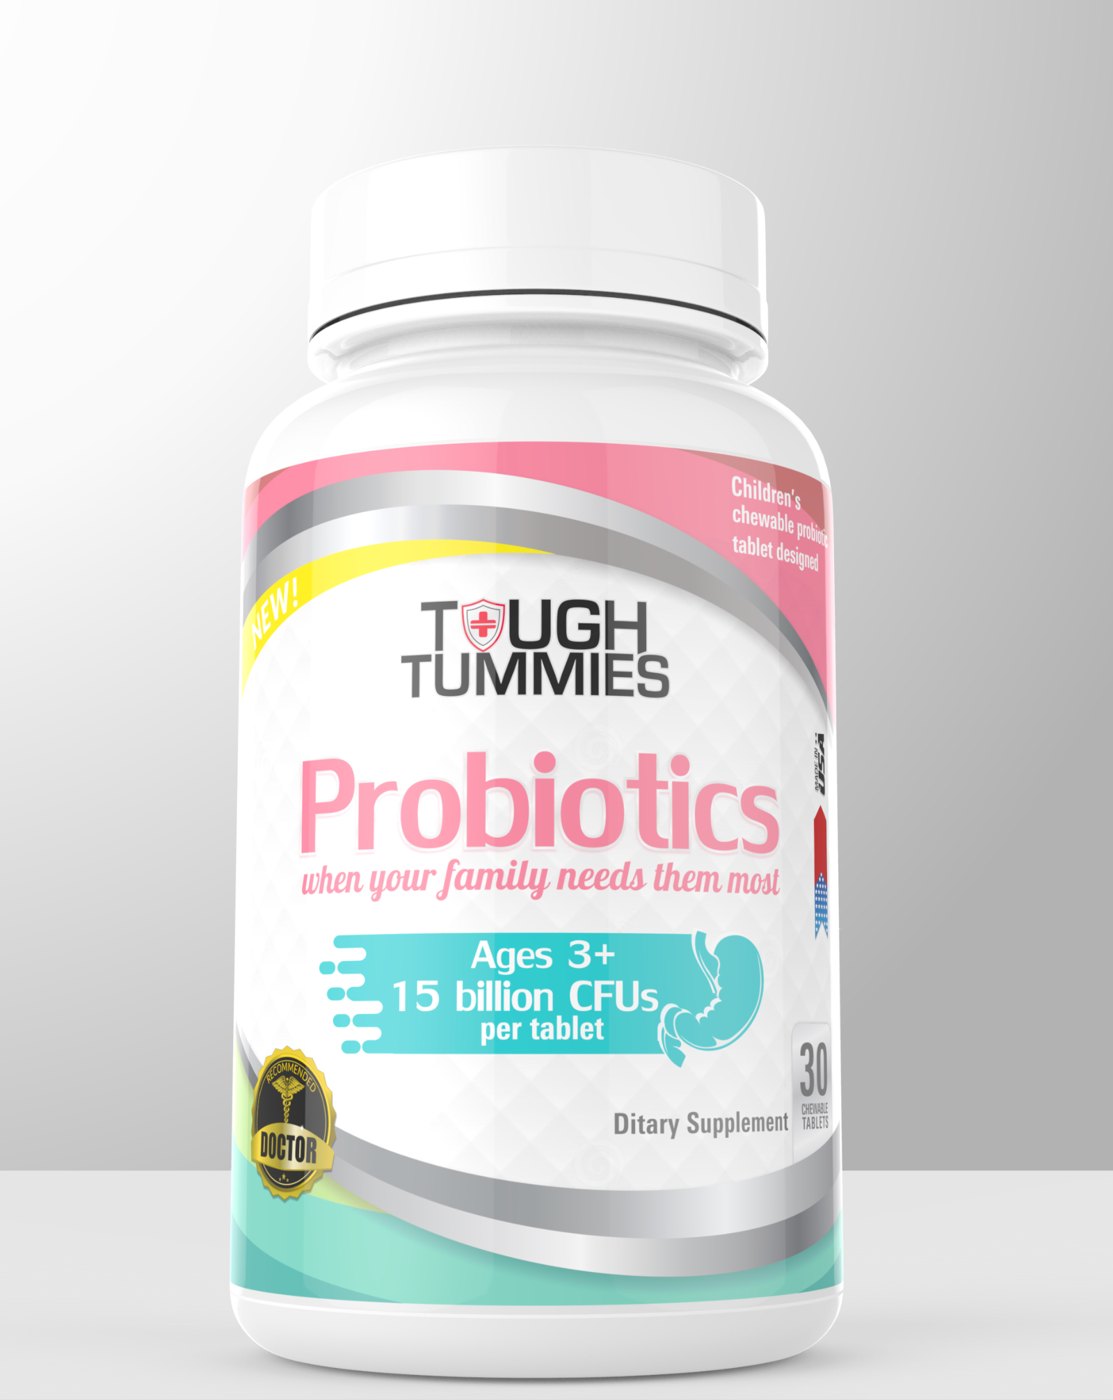 Children's
chewable probiotic
tablet designed
NEW!
TOUGH
TUMMIES
Probiotics
when your family needs them most
Ages 3+
15 billion CFUs
per tablet
USA
30
CHEWABLE
TABLETS
Ditary Supplement
RECOMMENDED
DOCTOR